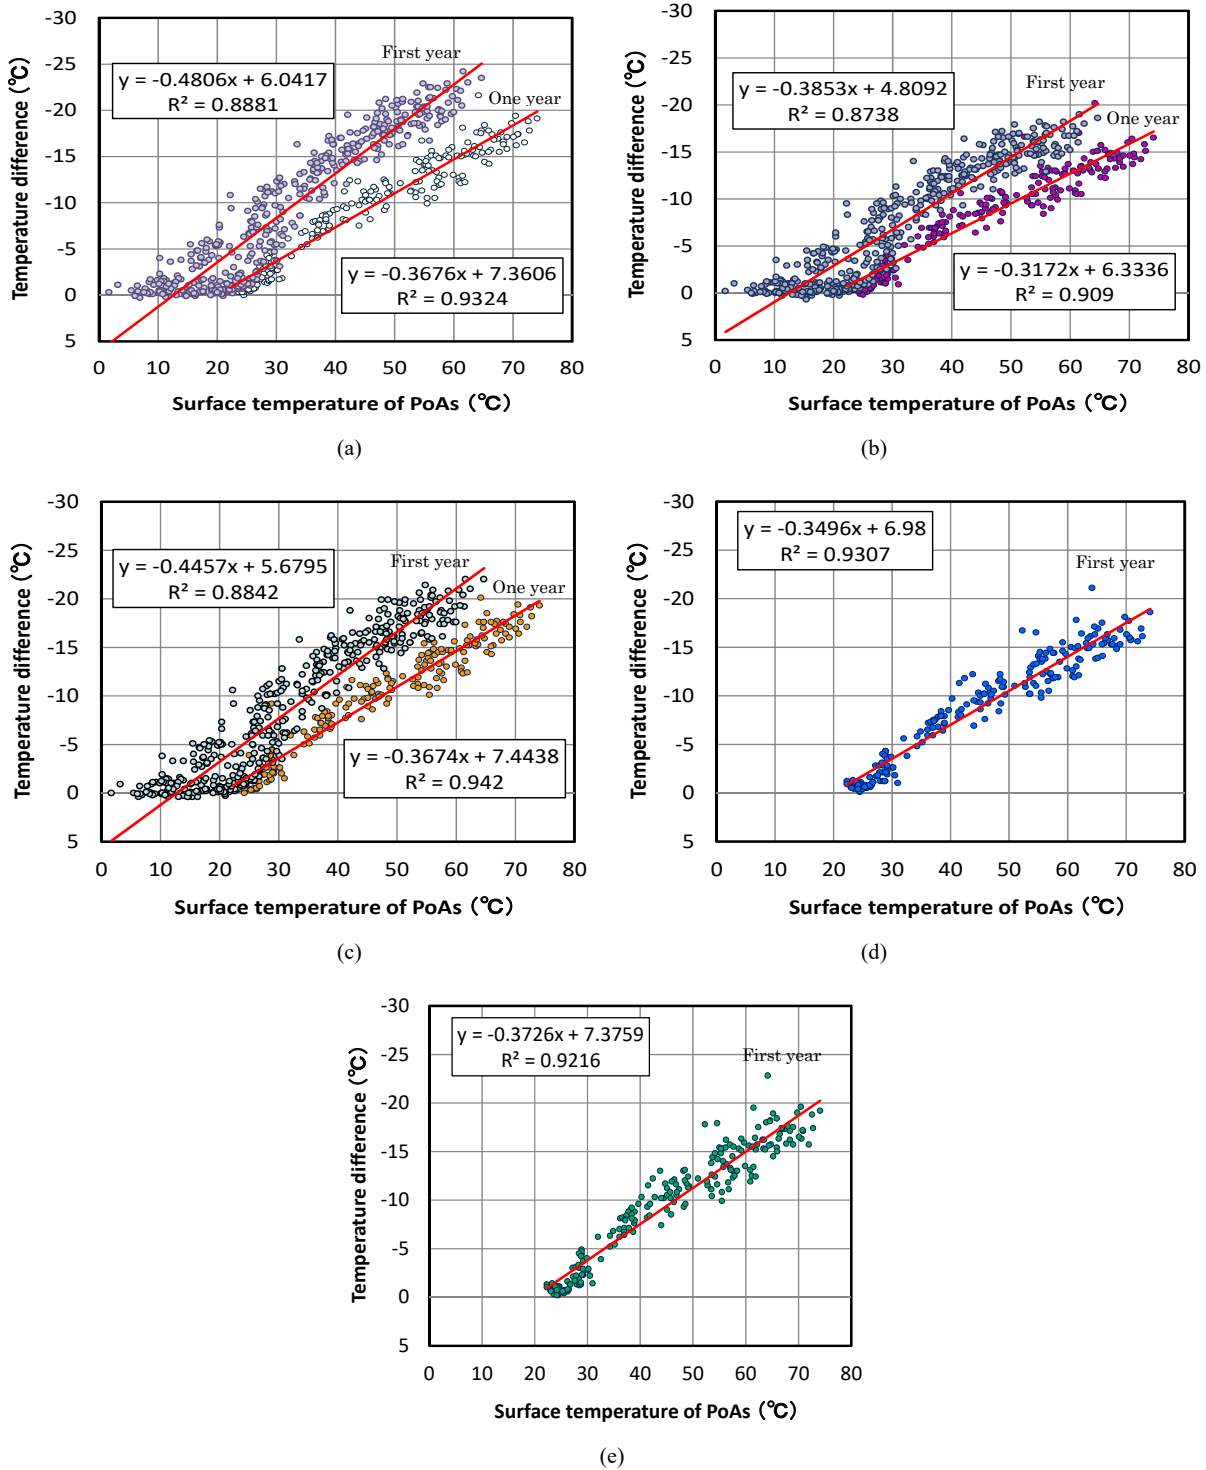 -30
-25
-20
-15
-10
-5
0
5
Temperature difference (℃)
First year
y = -0.4806x + 6.0417
R² = 0.8881
One year
y = -0.3676x + 7.3606
R² = 0.9324
0 10 20 30 40 50 60 70 80
Surface temperature of PoAs (℃)
(a)
-30
-25
-20
-15
-10
-5
0
5
Temperature difference (℃)
First year
y = -0.3853x + 4.8092
R² = 0.8738
One year
y = -0.3172x + 6.3336
R² = 0.909
0 10 20 30 40 50 60 70 80
Surface temperature of PoAs (℃)
(b)
-30
-25
-20
-15
-10
-5
0
5
Temperature difference (℃)
First year
y = -0.4457x + 5.6795
R² = 0.8842
One year
y = -0.3674x + 7.4438
R² = 0.942
0 10 20 30 40 50 60 70 80
Surface temperature of PoAs (℃)
(c)
-30
-25
-20
-15
-10
-5
0
5
Temperature difference (℃)
y = -0.3496x + 6.98
R² = 0.9307
First year
0 10 20 30 40 50 60 70 80
Surface temperature of PoAs (℃)
(d)
-30
-25
-20
-15
-10
-5
0
5
Temperature difference (℃)
y = -0.3726x + 7.3759
R² = 0.9216
First year
0 10 20 30 40 50 60 70 80
Surface temperature of PoAs (℃)
(e)